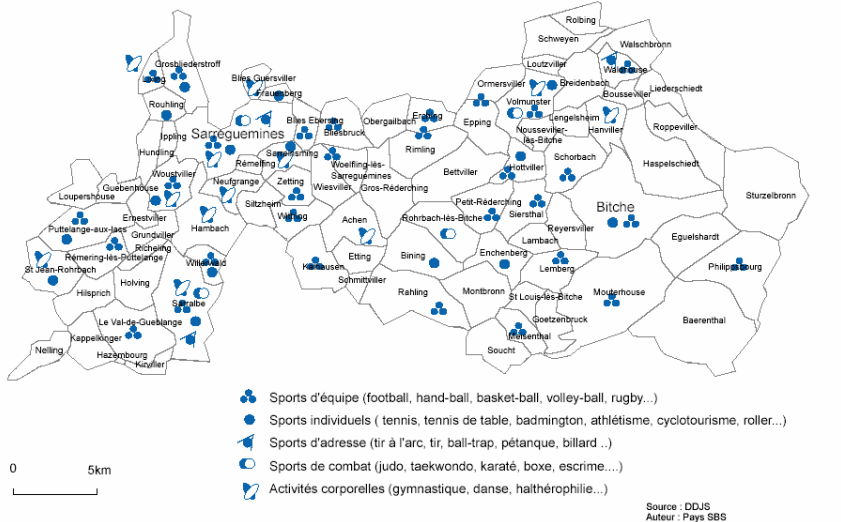 Rolbing
Schweyen
Walschbronn
Grosbliederstroff
Loutzviller
Waldhouse
Lixing
Blies Guersviller
Ormersviller
Breidenbach
Liederschiedt
Frauenberg
Bousseviller
Rouhling
Volmunster
Erching
Lengelsheim
Blies Ebersing
Obergailbach
Epping
Roppeviller
Sarreguemines
Bliesbruck
Nousseviller-
lès-Bitche
Hanviller
Ippling
Hundling
Sarreinsming
Rimling
Schorbach
Haspelschiedt
Rémelfing
Woelfling-lès-
Sarreguemines
Hottviller
Woustviller
Bettviller
Guebenhouse
Neufgrange
Zetting
Wiesviller
Gros-Réderching
Loupershouse
Sturzelbronn
Siltzheim
Petit-Réderching
Bitche
Ernestviller
Wittring
Achen
Rohrbach-lès-Bitche
Siersthal
Puttelange-aux-lacs
Hambach
Reyersviller
Grundviller
Eguelshardt
Richeling
Lambach
Rémering-lès-Puttelange
Etting
Bining
Enchenberg
Willerwald
Kalhausen
Lemberg
Philippsbourg
St Jean-Rohrbach
Schmittviller
Holving
Rahling
Montbronn
Mouterhouse
Hilsprich
St Louis-lès-Bitche
Sarralbe
Goetzenbruck
Baerenthal
Le Val-de-Guéblange
Meisenthal
Kappelkinger
Nelling
Soucht
Hazembourg
Kirviller
Sports d'équipe (football, hand-ball, basket-ball, volley-ball, rugby...)
Sports individuels ( tennis, tennis de table, badmington, athlétisme, cyclotourisme, roller...)
Sports d'adresse (tir à l'arc, tir, ball-trap, pétanque, billard ..)
0 5km
Sports de combat (judo, taekwondo, karaté, boxe, escrime....)
Activités corporelles (gymnastique, danse, halthérophilie...)
Source : DDJS
Auteur : Pays SBS